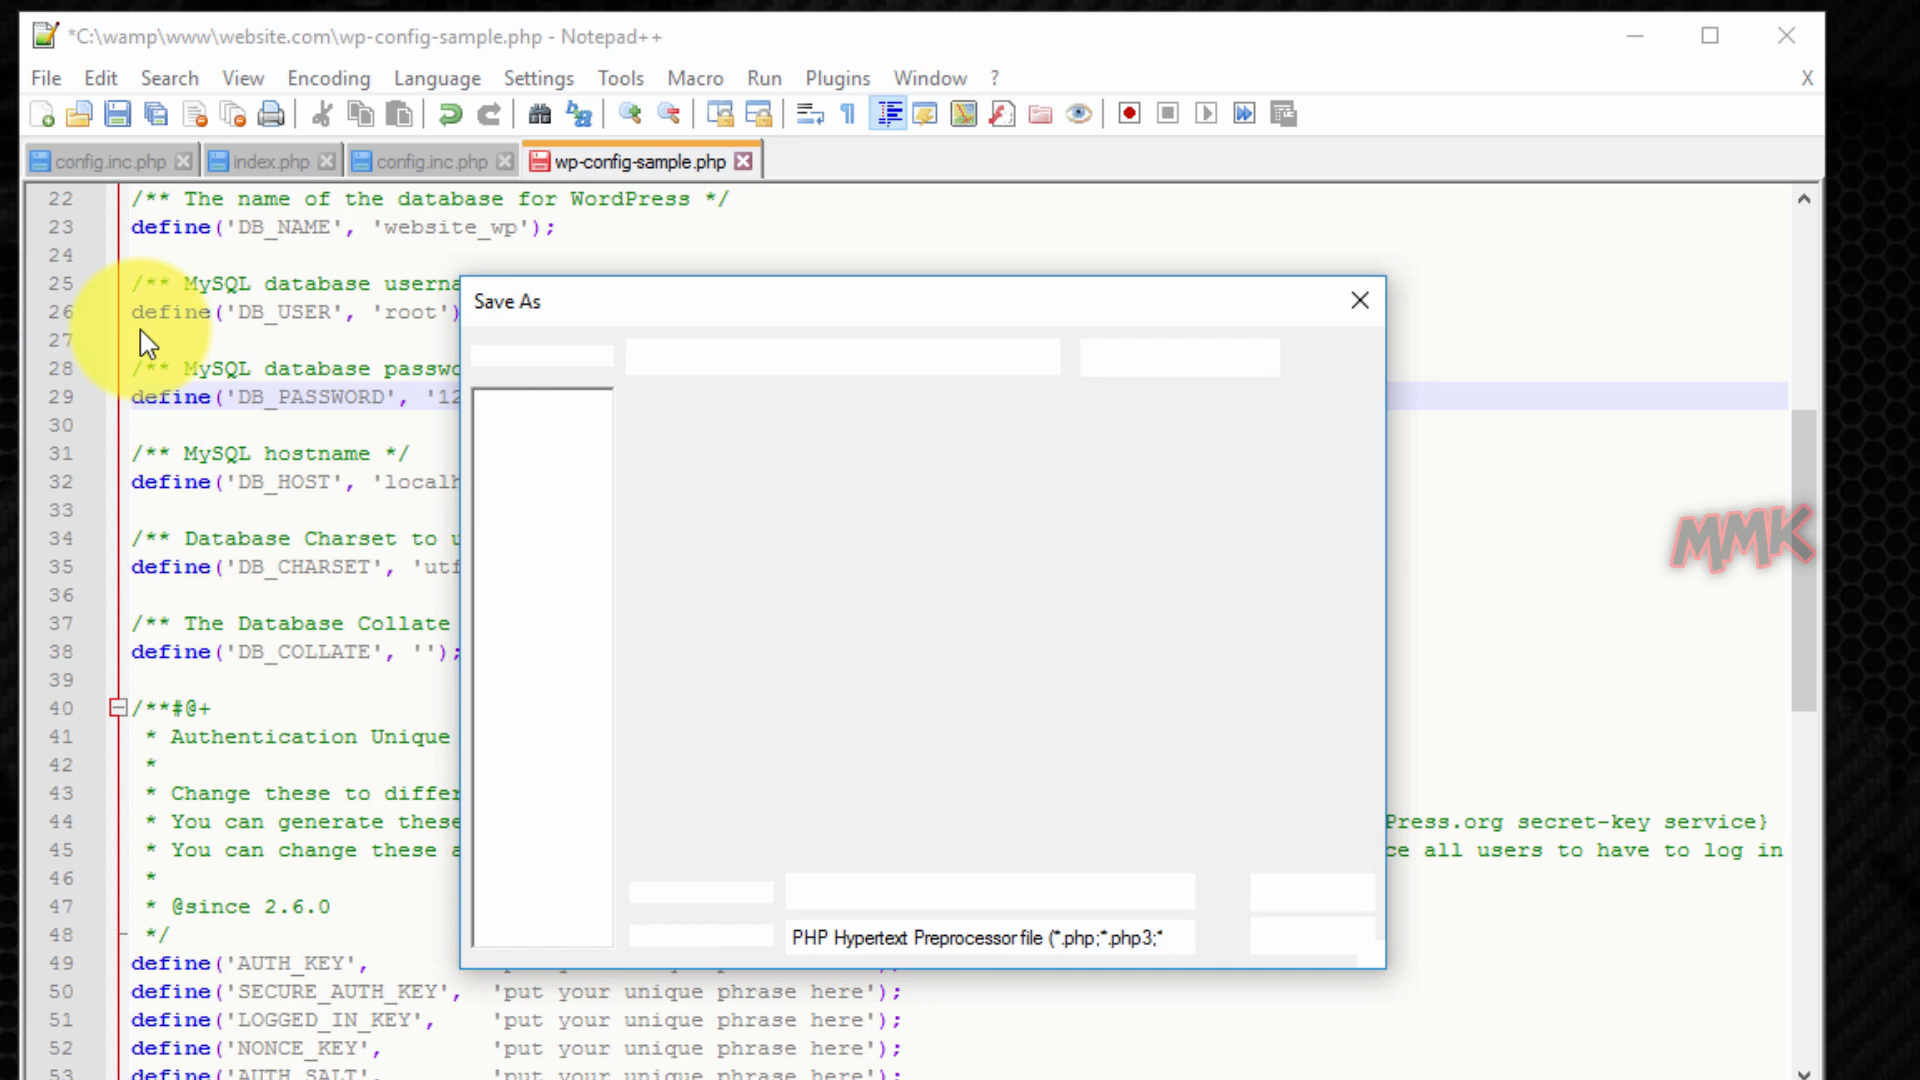 *C:\wamp\www\website.com\wp-config-sample.php - Notepad++
File Edit Search View Encoding Language Settings Tools Macro Run Plugins Window ? X
config.inc.php index.php config.inc.php wp-config-sample.php
22 /** The name of the database for WordPress */
23 define('DB_NAME', 'website_wp');
24
25 /** MySQL database userna
26 define('DB_USER', 'root')
27
28 /** MySQL database passwo
29 define('DB_PASSWORD', '12
30
31 /** MySQL hostname */
32 define('DB_HOST', 'localh
33
34 /** Database Charset to u
35 define('DB_CHARSET', 'utf
36
37 /** The Database Collate
38 define('DB_COLLATE', '');
39
40 /**#@+
41 * Authentication Unique
42 *
43 * Change these to differ
44 * You can generate these Press.org secret-key service}
45 * You can change these a ce all users to have to log in
46 *
47 * @since 2.6.0
48 */
49 define('AUTH_KEY',
50 define('SECURE_AUTH_KEY', 'put your unique phrase here');
51 define('LOGGED_IN_KEY', 'put your unique phrase here');
52 define('NONCE_KEY', 'put your unique phrase here');
53 define('AUTH_SALT', 'put your unique phrase here');
Save As
PHP Hypertext Preprocessor file (*.php;*.php3;*
MMK